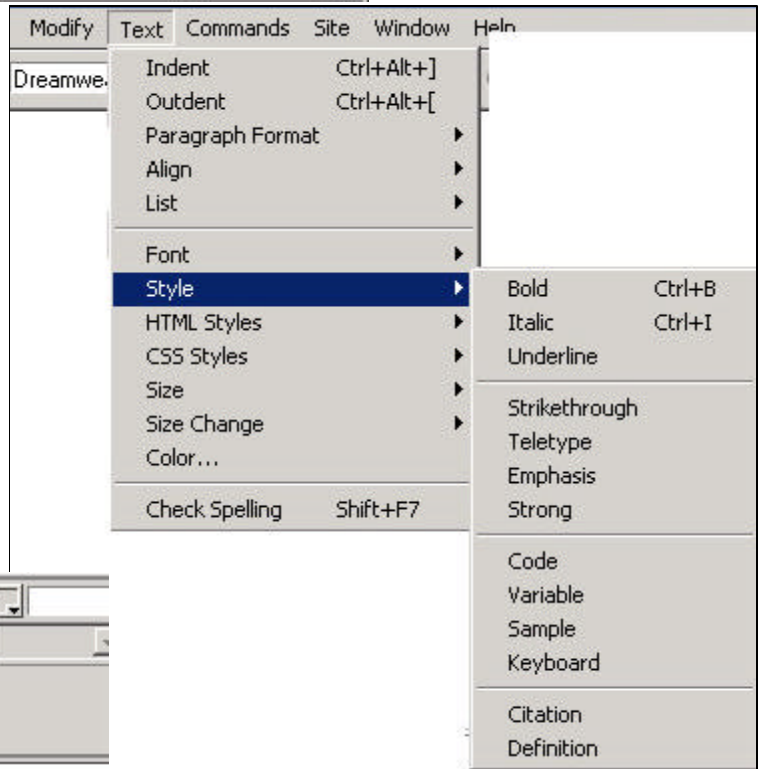 Modify Text Commands Site Window Help
Dreamwe
Indent Ctrl+Alt+]
Outdent Ctrl+Alt+[
Paragraph Format
Align
List
Font
Style
HTML Styles
CSS Styles
Size
Size Change
Color...
Check Spelling Shift+F7
Bold Ctrl+B
Italic Ctrl+I
Underline
Strikethrough
Teletype
Emphasis
Strong
Code
Variable
Sample
Keyboard
Citation
Definition